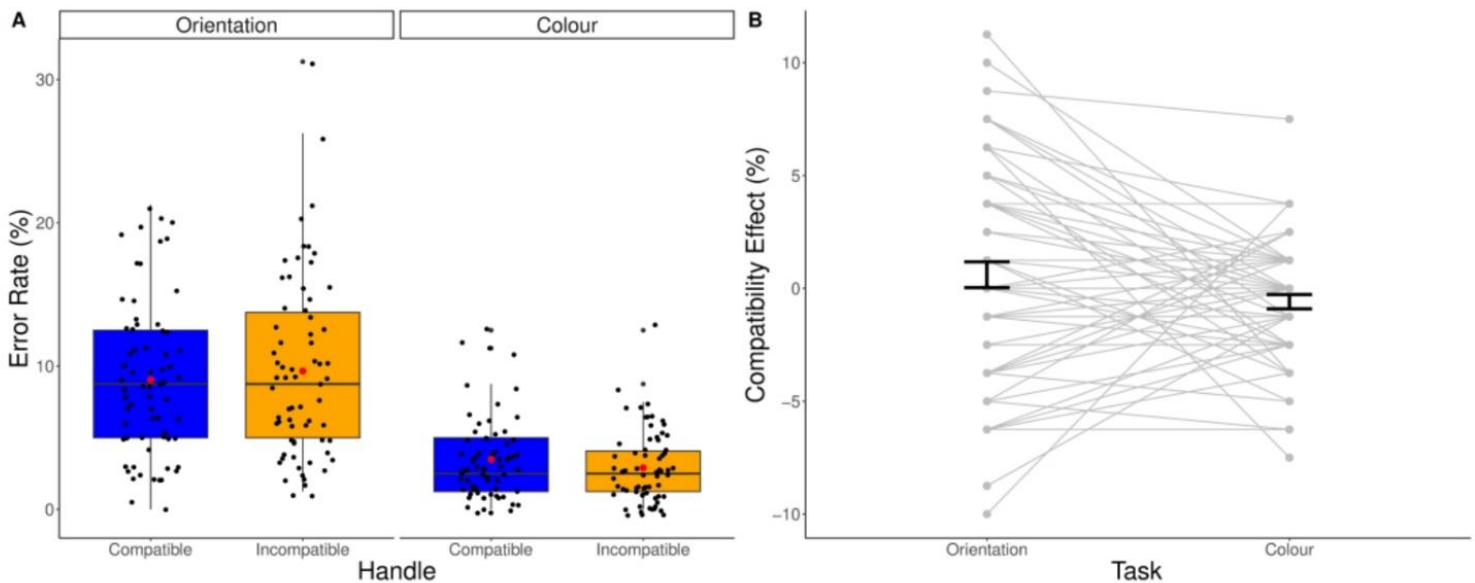 A
Orientation
Colour
Error Rate (%)
30
20
10
0
Compatible
Incompatible
Compatible
Incompatible
Handle
B
Compatibility Effect (%)
10
5
0
−5
−10
Orientation
Colour
Task